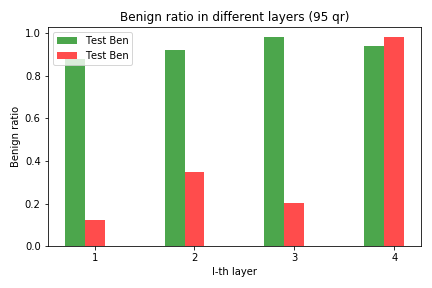 Benign ratio in different layers (95 qr)
Test Ben
Test Ben
Benign ratio
1.0
0.8
0.6
0.4
0.2
0.0
1 2 3 4
l-th layer